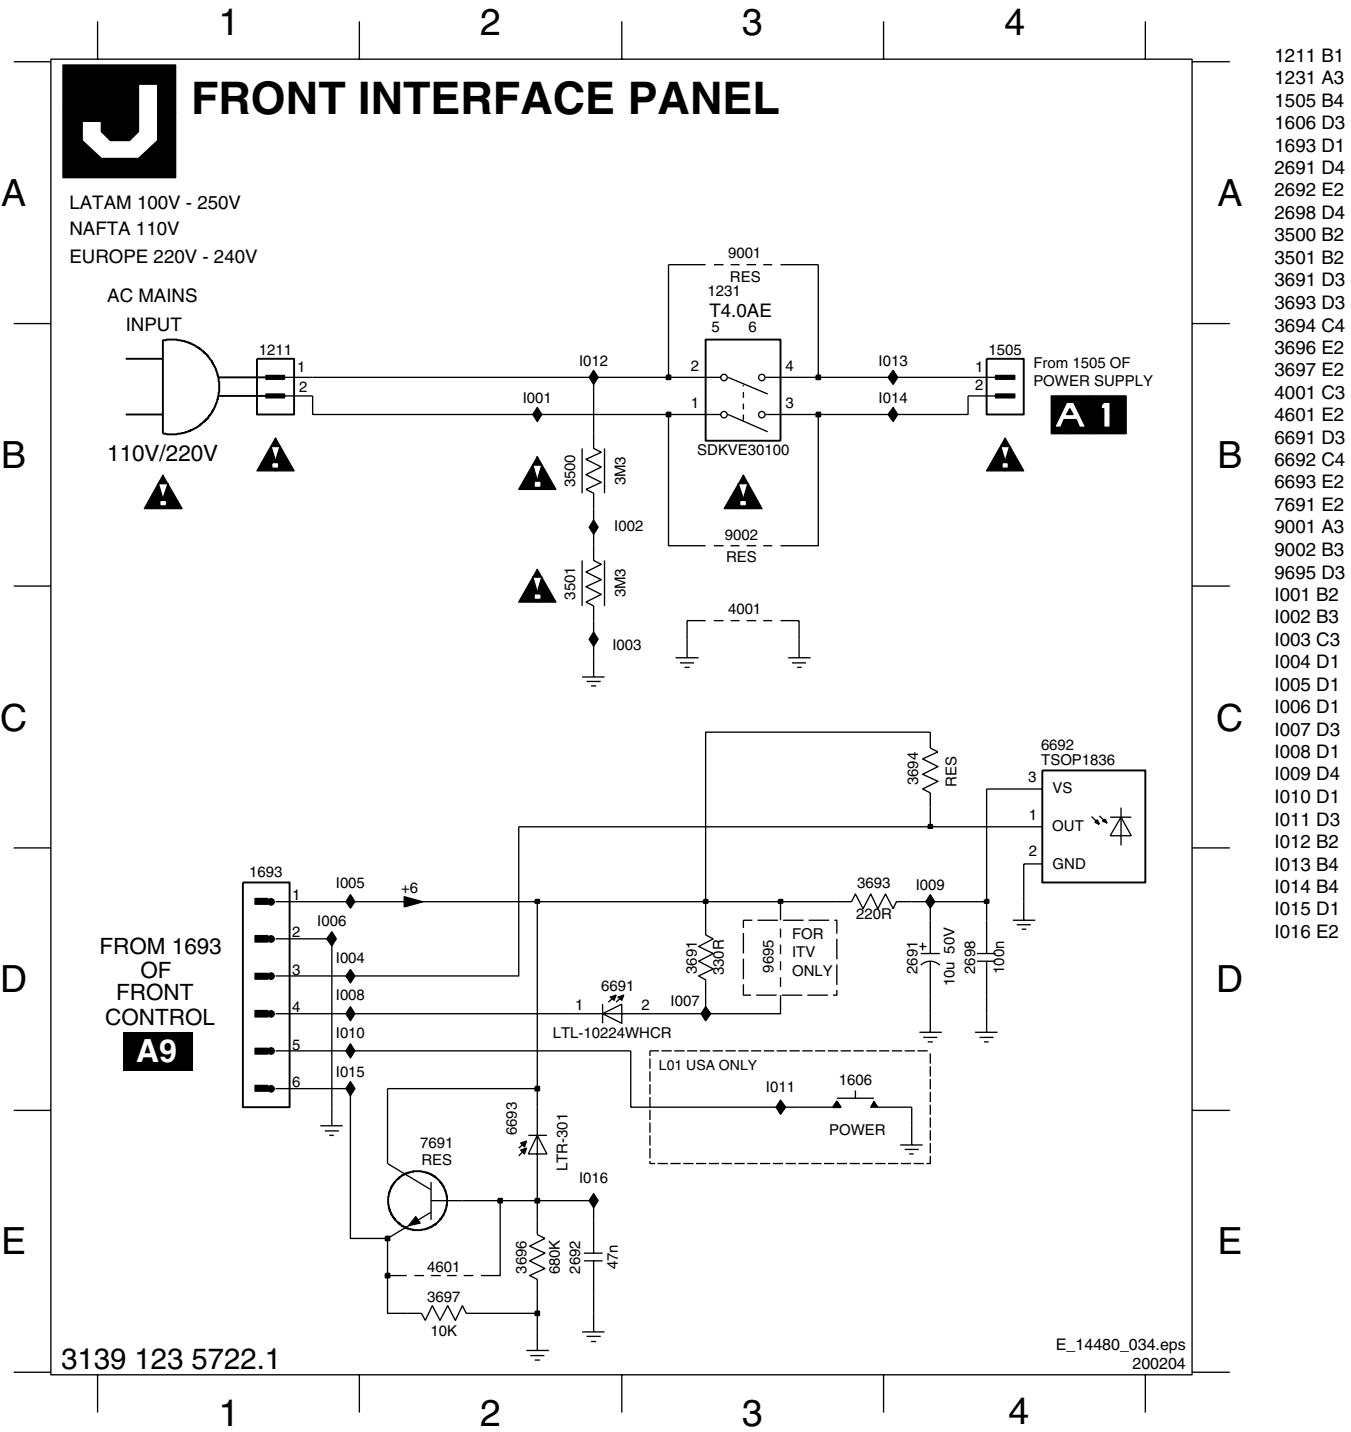 1 2 3 4
J FRONT INTERFACE PANEL
A A
LATAM 100V - 250V
NAFTA 110V
EUROPE 220V - 240V
AC MAINS
INPUT
110V/220V
1211
1
2
I012
I001
9001
RES
1231
T4.0AE
5 6
2 4
1 3
SDKVE30100
I013
I014
1505
1
2
From 1505 OF
POWER SUPPLY
A 1
B B
3500
3M3
I002
9002
RES
3501
3M3
I003
4001
C C
3694
RES
6692
TSOP1836
3 VS
1 OUT
2 GND
1693
1
2
3
4
5
6
I005
+6
I006
I004
I008
I010
I015
FROM 1693
OF
FRONT
CONTROL
A9
D D
3693
220R
I009
3691
330R
9695
FOR
ITV
ONLY
2691
+
10u 50V
2698
100n
6691
1 2
LTL-10224WHCR
I007
L01 USA ONLY
I011
1606
POWER
6693
LTR-301
7691
RES
I016
E E
3696
680K
2692
47n
4601
3697
10K
3139 123 5722.1
E_14480_034.eps
200204
1 2 3 4
1211 B1
1231 A3
1505 B4
1606 D3
1693 D1
2691 D4
2692 E2
2698 D4
3500 B2
3501 B2
3691 D3
3693 D3
3694 C4
3696 E2
3697 E2
4001 C3
4601 E2
6691 D3
6692 C4
6693 E2
7691 E2
9001 A3
9002 B3
9695 D3
I001 B2
I002 B3
I003 C3
I004 D1
I005 D1
I006 D1
I007 D3
I008 D1
I009 D4
I010 D1
I011 D3
I012 B2
I013 B4
I014 B4
I015 D1
I016 E2